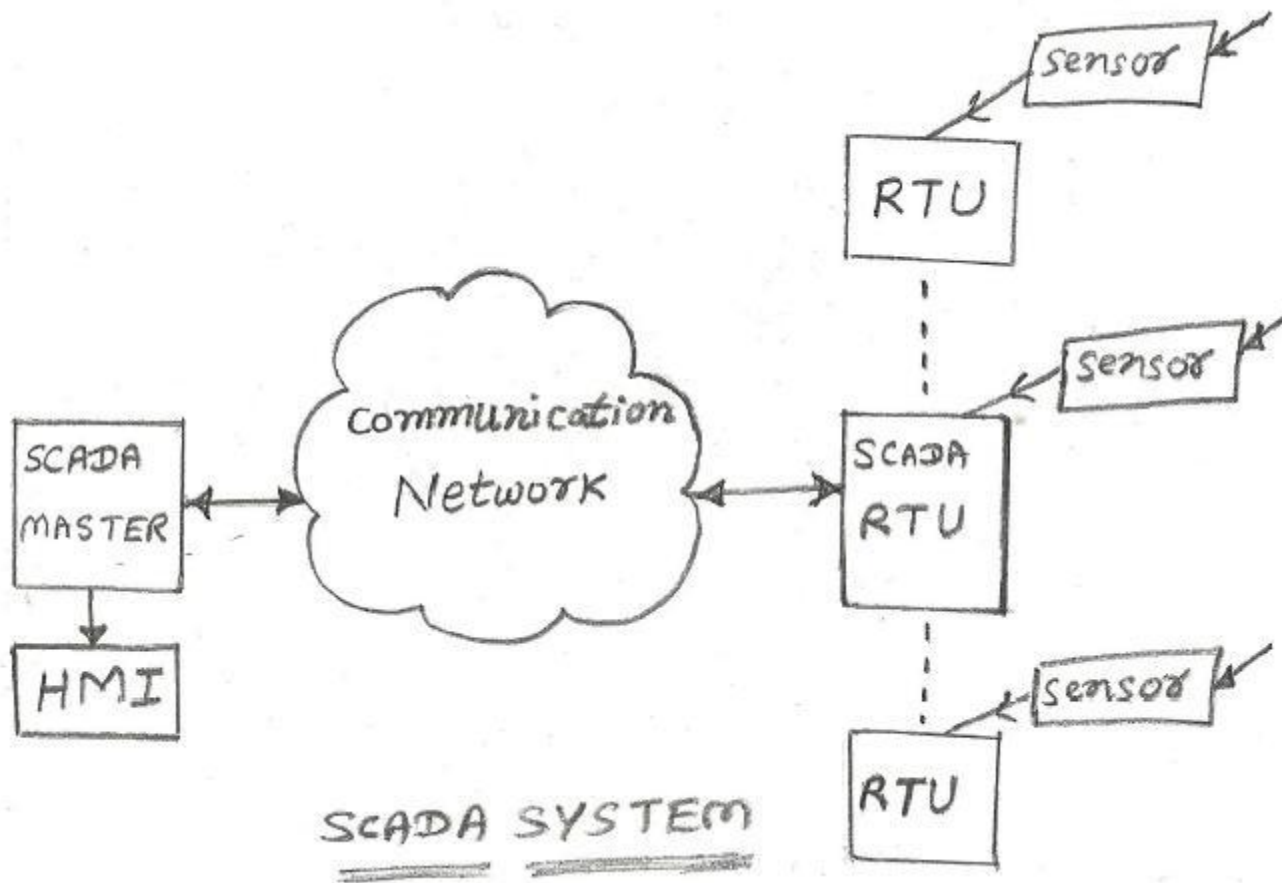 sensor
RTU
sensor
communication
Network
SCADA
MASTER
SCADA
RTU
HMI
sensor
RTU
SCADA SYSTEM